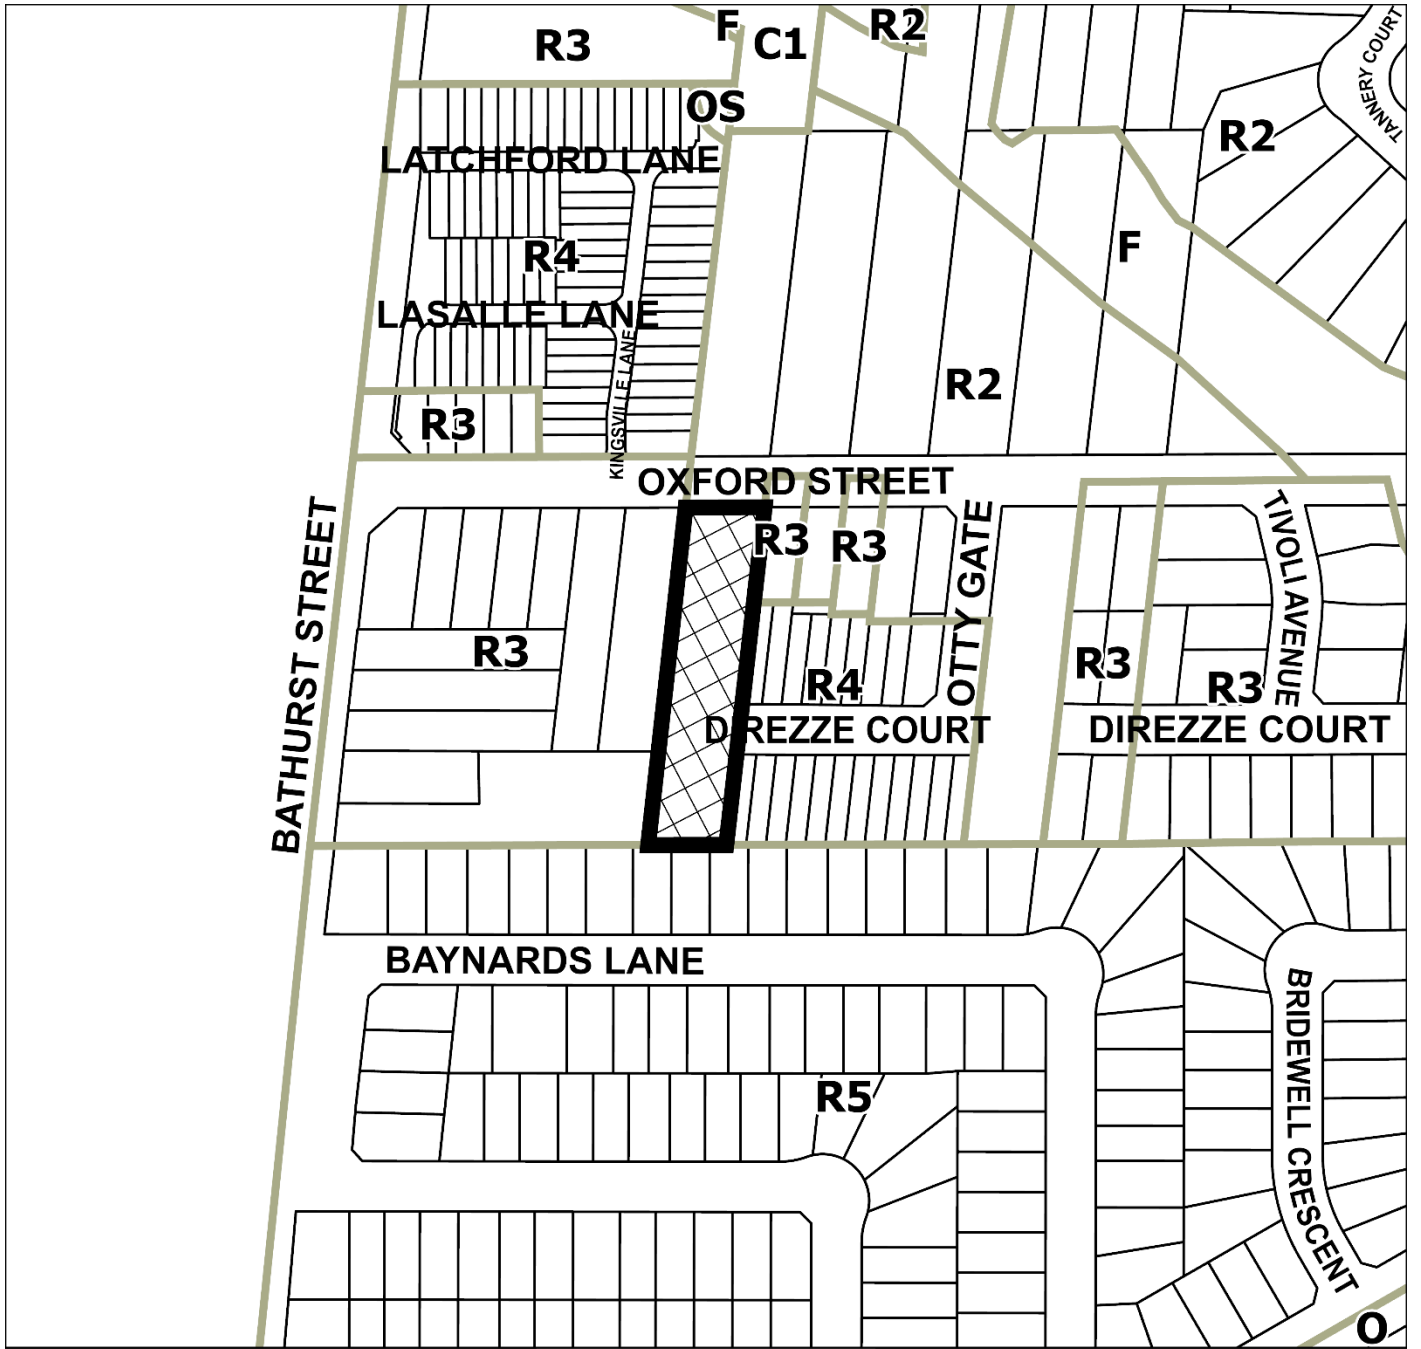 R3
F
C1
R2
TANNERY COURT
OS
R2
LATCHFORD LANE
R4
F
LASALLE LANE
KINGSVILLE LANE
R2
R3
OXFORD STREET
R3
R3
OTTY GATE
TIVOLI AVENUE
BATHURST STREET
R3
R4
R3
R3
DIREZZE COURT
DIREZZE COURT
BAYNARDS LANE
BRIDEWELL CRESCENT
R5
O